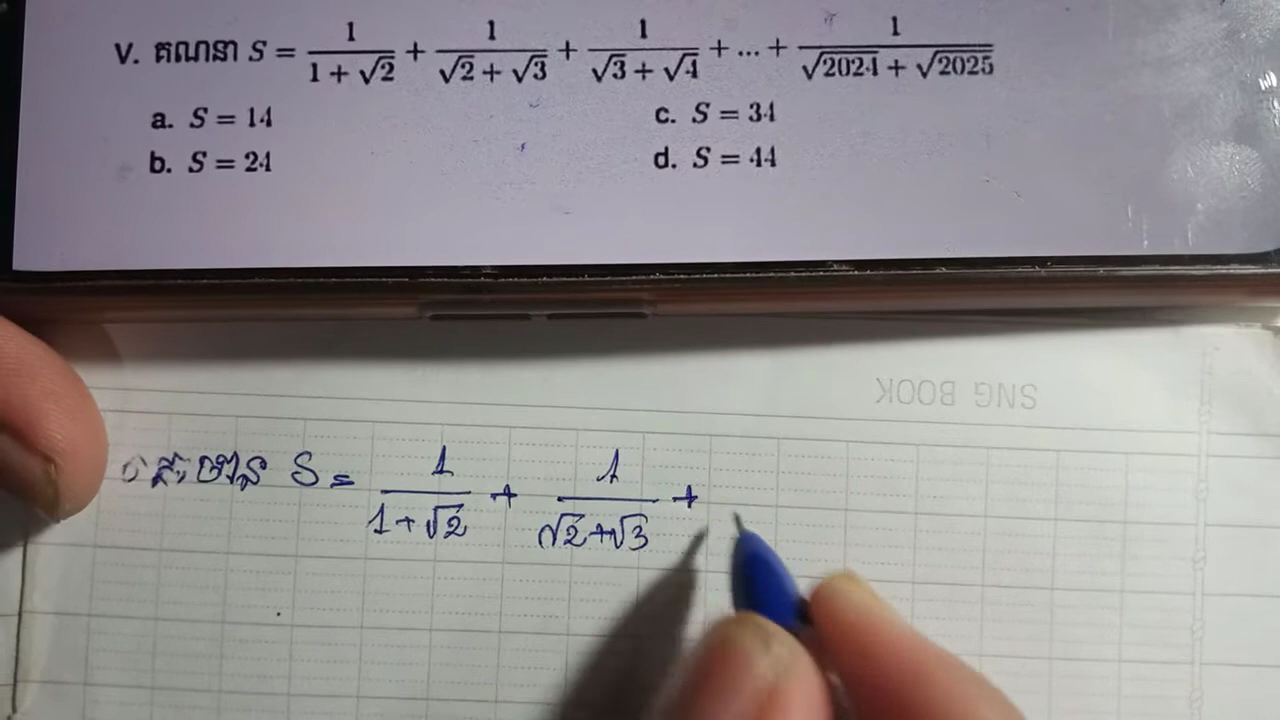 V. គណនា S = 1/(1 + √2) + 1/(√2 + √3) + 1/(√3 + √4) + ... + 1/(√2024 + √2025)
a. S = 14
c. S = 34
b. S = 24
d. S = 44
SNG BOOK
S = 1/(1+√2) + 1/(√2+√3) +